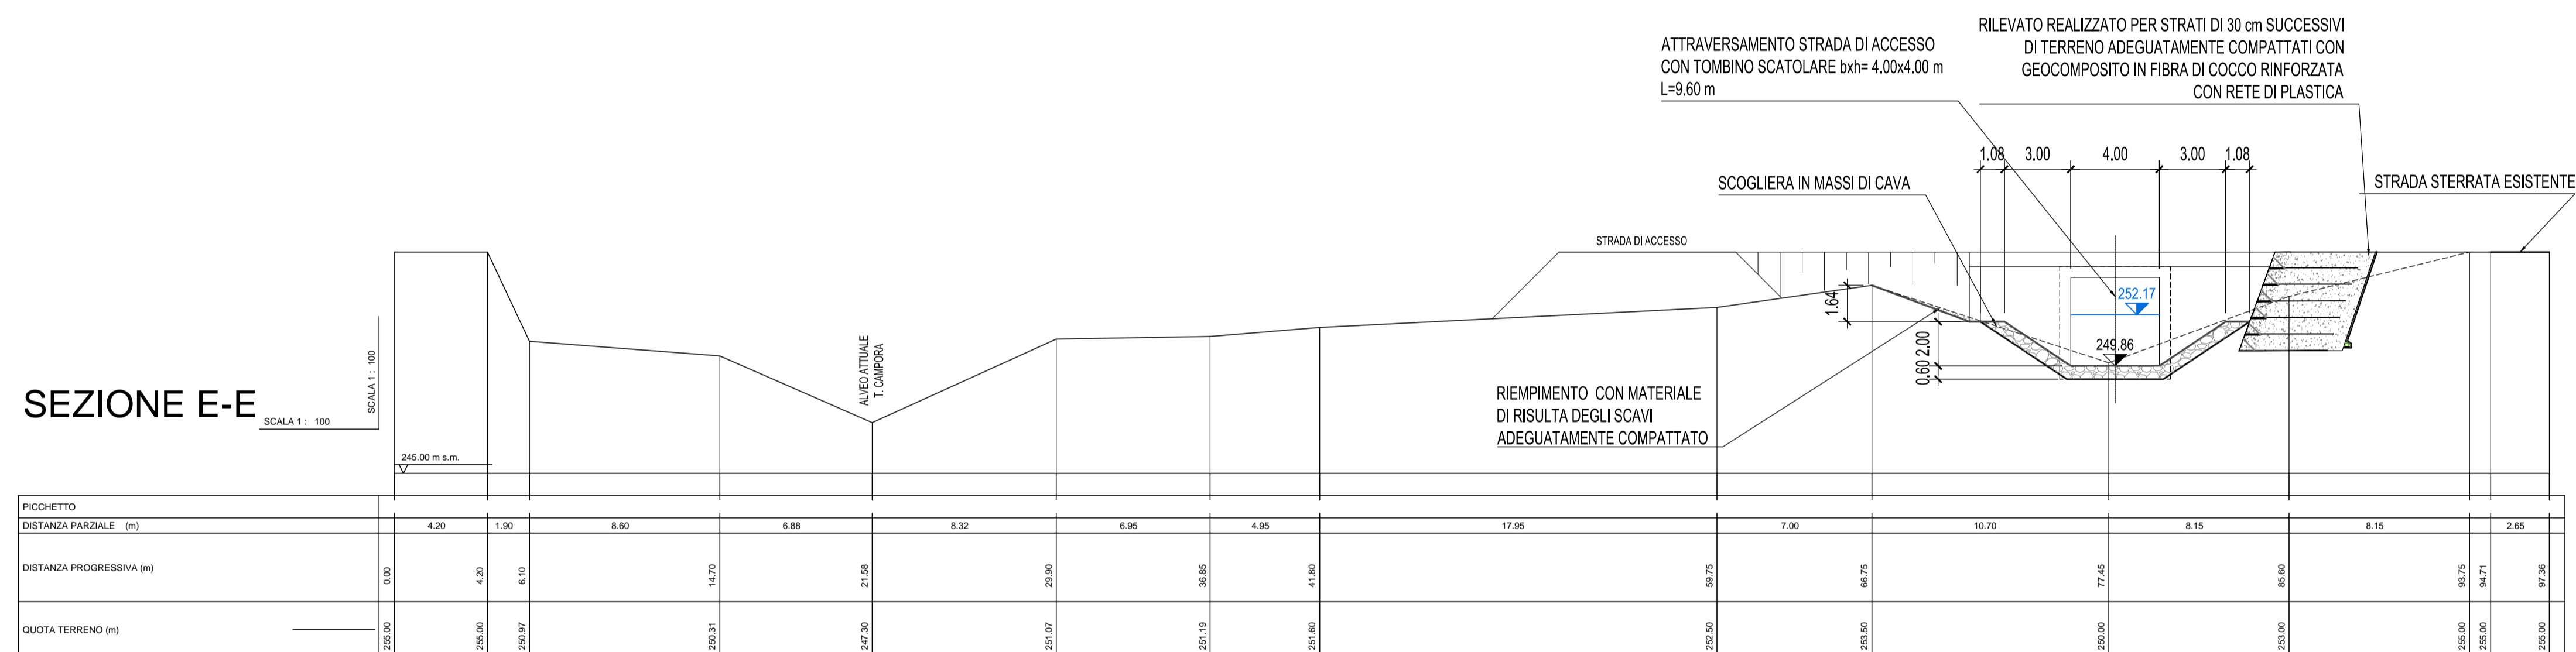 RILEVATO REALIZZATO PER STRATI DI 30 cm SUCCESSIVI
DI TERRENO ADEGUATAMENTE COMPATTATI CON
GEOCOMPOSITO IN FIBRA DI COCCO RINFORZATA
CON RETE DI PLASTICA
ATTRAVERSAMENTO STRADA DI ACCESSO
CON TOMBINO SCATOLARE bxh= 4.00x4.00 m
L=9.60 m
1.08 3.00 4.00 3.00 1.08
SCOGLIERA IN MASSI DI CAVA
STRADA STERRATA ESISTENTE
STRADA DI ACCESSO
252.17
1.64
249.86
0.60 2.00
ALVEO ATTUALE
T. CAMPORA
SEZIONE E-E
SCALA 1 : 100
SCALA 1 : 100
RIEMPIMENTO CON MATERIALE
DI RISULTA DEGLI SCAVI
ADEGUATAMENTE COMPATTATO
245.00 m s.m.
PICCHETTO
DISTANZA PARZIALE (m) 4.20 1.90 8.60 6.88 8.32 6.95 4.95 17.95 7.00 10.70 8.15 8.15 2.65
DISTANZA PROGRESSIVA (m) 0.00 4.20 6.10 14.70 21.58 29.90 36.85 41.80 59.75 66.75 77.45 85.60 93.75 94.71 97.36
QUOTA TERRENO (m) 255.00 255.00 250.97 250.31 247.30 251.07 251.19 251.60 252.50 253.50 250.00 253.00 255.00 255.00 255.00